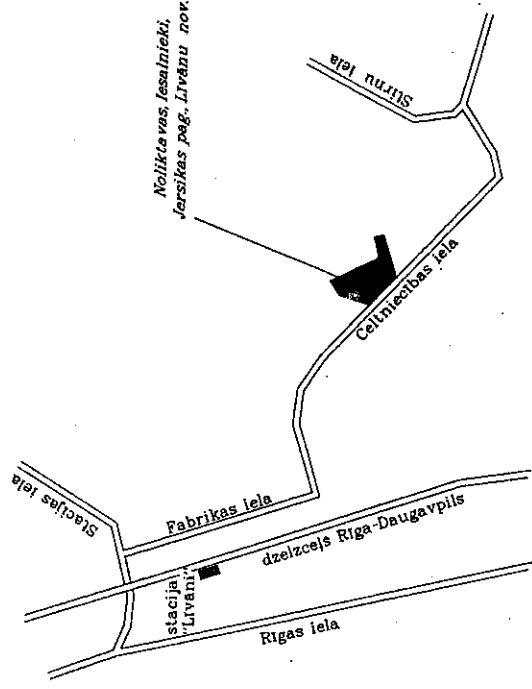 Noliktavas, Iesalnieki,
Jersikas pag., Līvānu nov.
Stirnu iela
Celtniecības iela
Stacijas iela
Fabrikas iela
dzelzceļš Rīga-Daugavpils
stacija
"Līvāni"
Rīgas iela